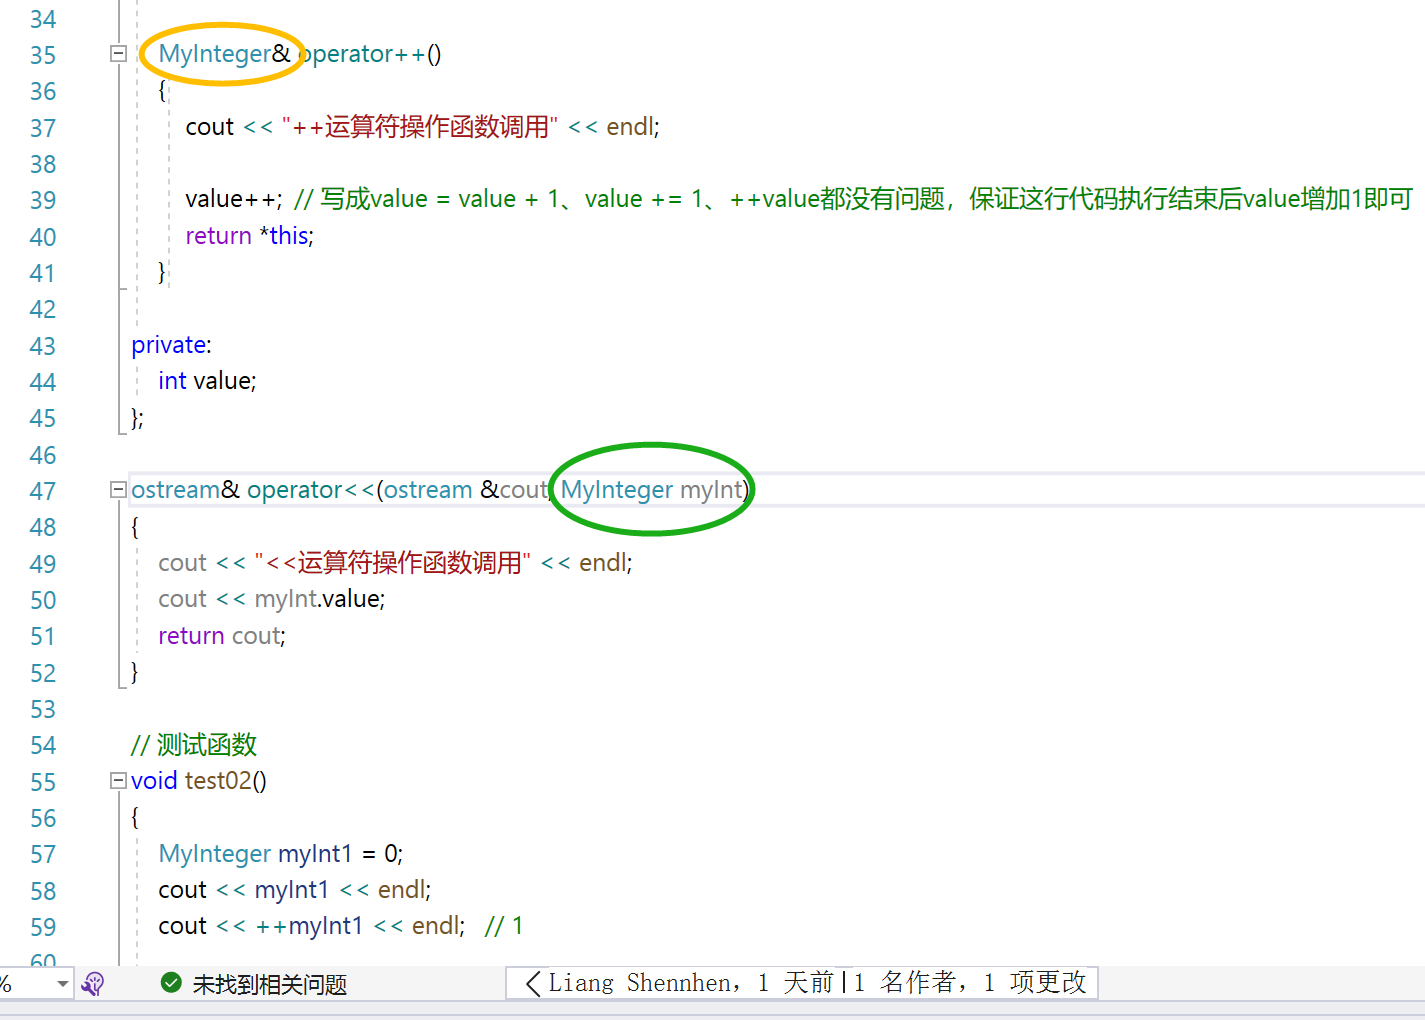 34
35 MyInteger& operator++()
36 {
37 cout << "++运算符操作函数调用" << endl;
38
39 value++; // 写成value = value + 1、value += 1、++value都没有问题，保证这行代码执行结束后value增加1即可
40 return *this;
41 }
42
43 private:
44 int value;
45 };
46
47 ostream& operator<<(ostream &cout, MyInteger myInt)
48 {
49 cout << "<<运算符操作函数调用" << endl;
50 cout << myInt.value;
51 return cout;
52 }
53
54 // 测试函数
55 void test02()
56 {
57 MyInteger myInt1 = 0;
58 cout << myInt1 << endl;
59 cout << ++myInt1 << endl; // 1
60
% 未找到相关问题 Liang Shennhen，1 天前|1 名作者，1 项更改